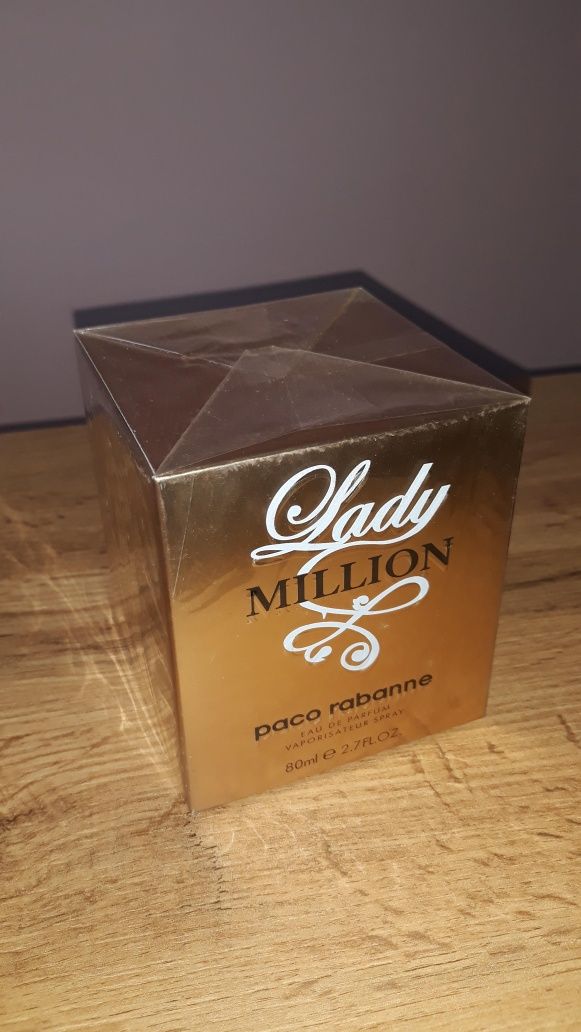 Lady
MILLION
paco rabanne
EAU DE PARFUM
VAPORISATEUR SPRAY
80ml e 2.7FL.OZ.